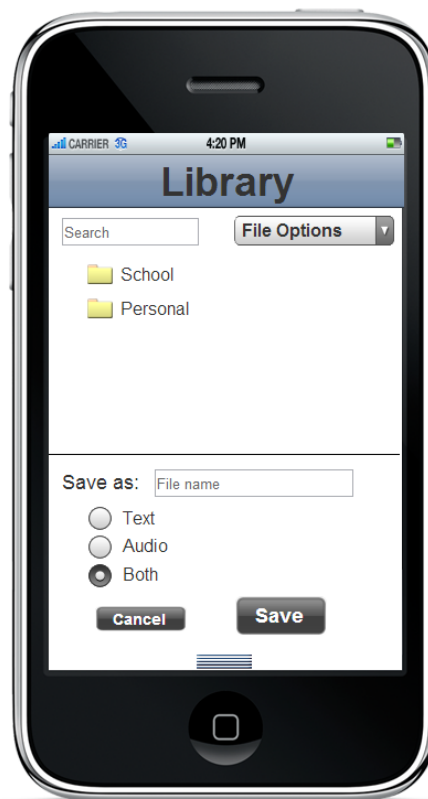 CARRIER 3G 4:20 PM
Library
Search File Options
School
Personal
Save as: File name
Text
Audio
Both
Cancel Save